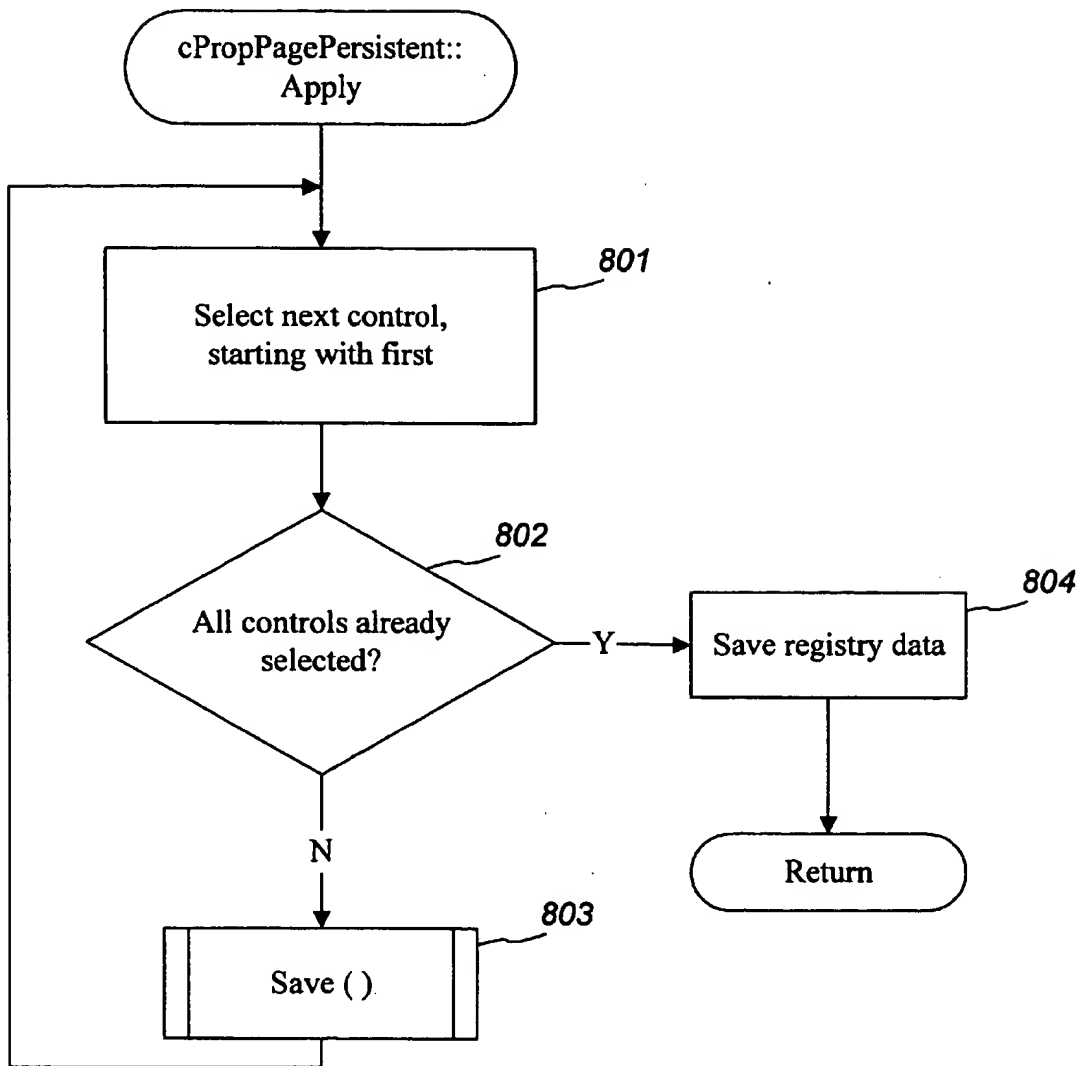 cPropPagePersistent::
Apply
801
Select next control,
starting with first
802
All controls already
selected?
Y
804
Save registry data
N
Return
803
Save ( )